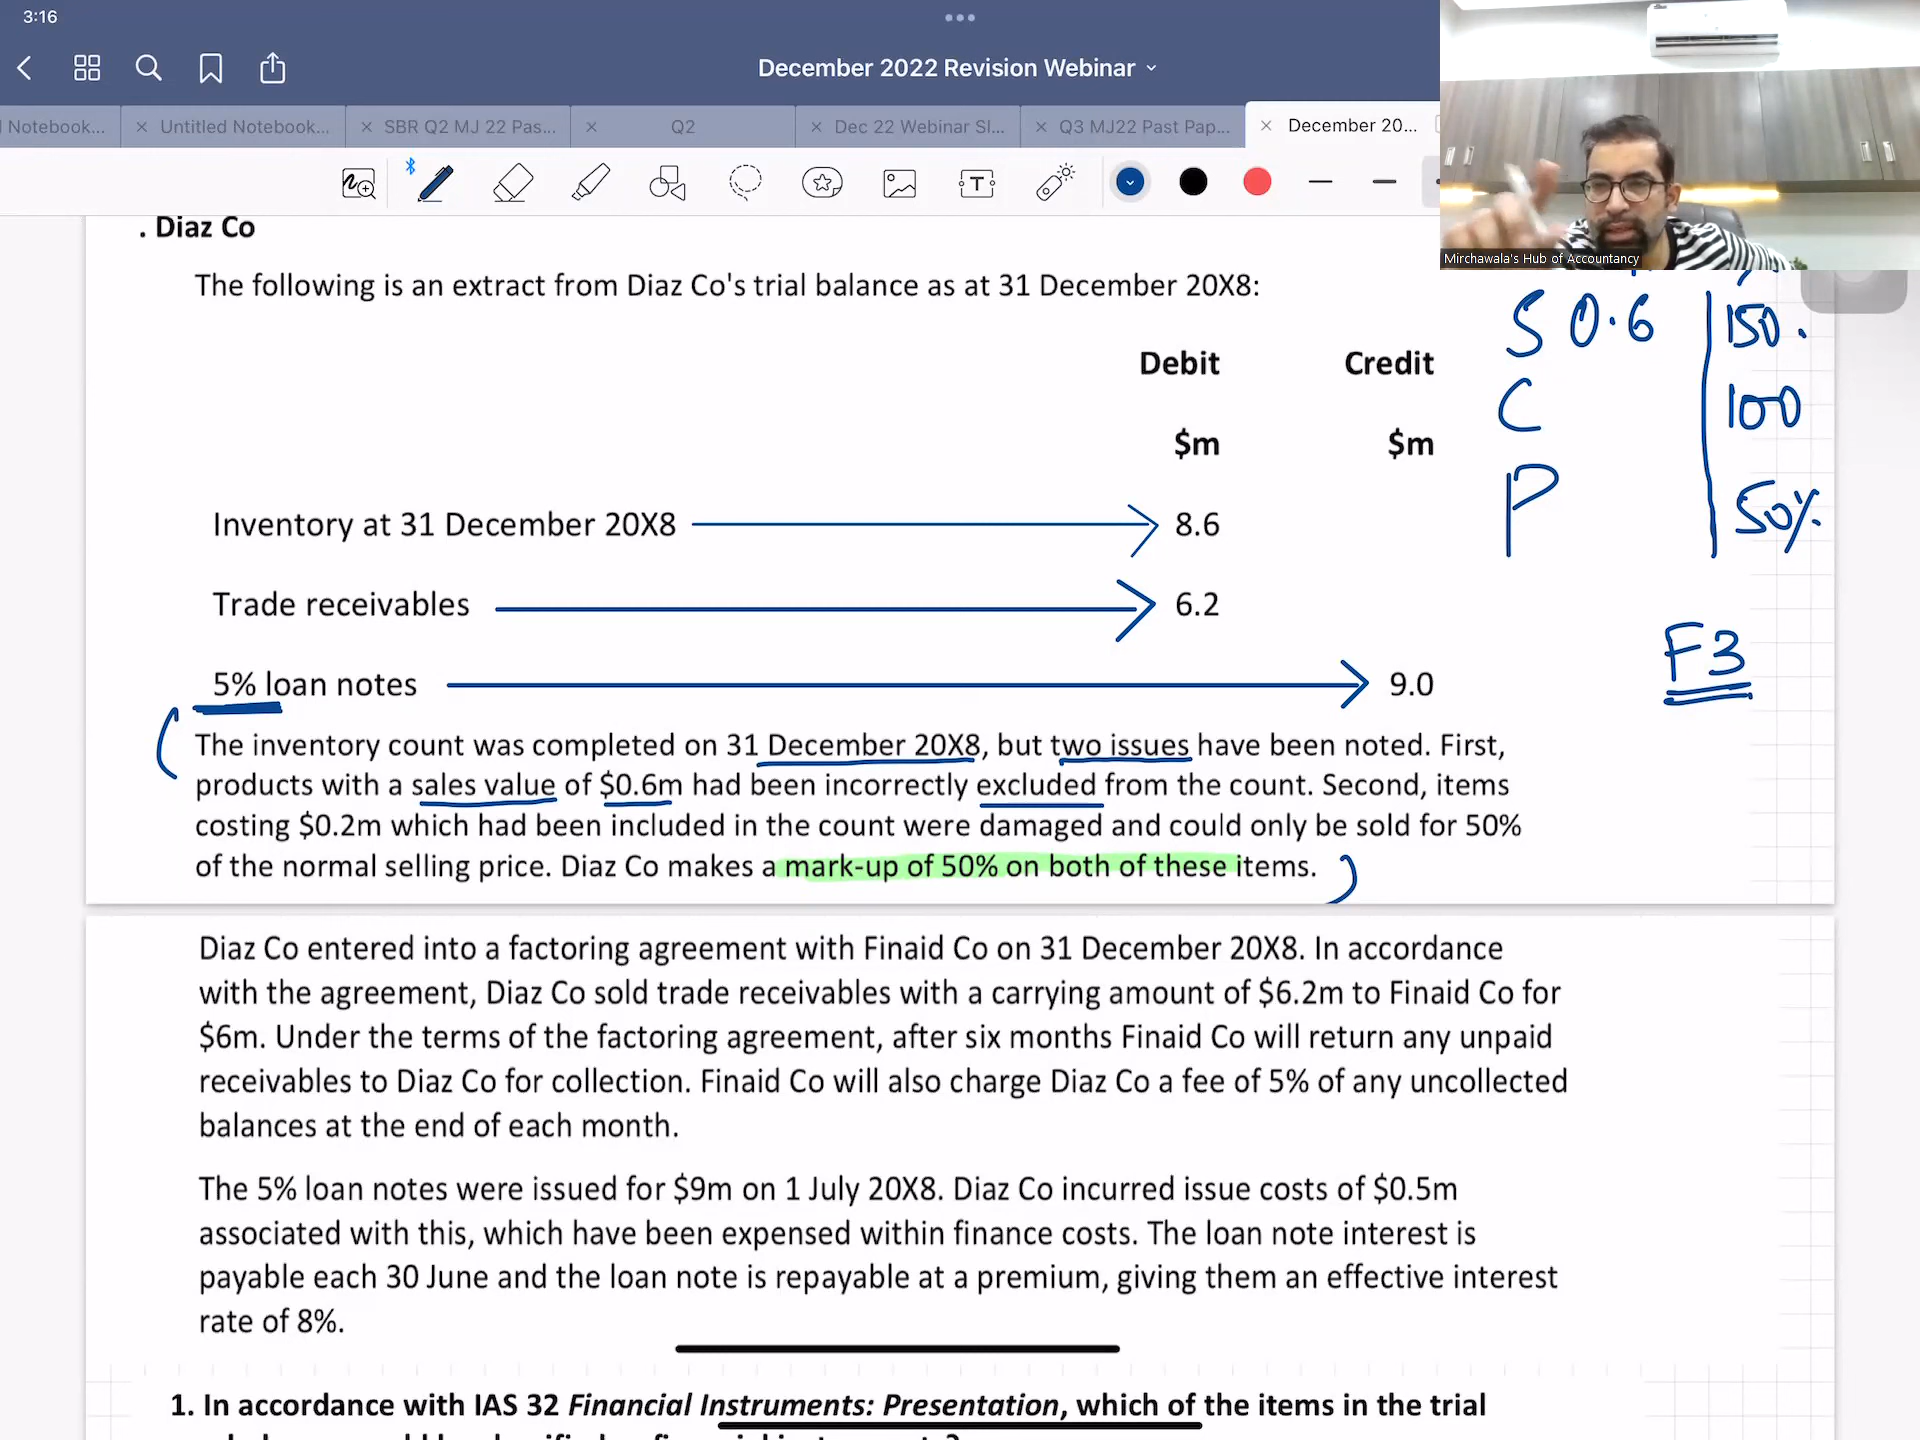 3:16
December 2022 Revision Webinar
l Notebook...
Untitled Notebook...
SBR Q2 MJ 22 Pas...
Q2
Dec 22 Webinar Sl...
Q3 MJ22 Past Pap...
December 20...
Mirchawala's Hub of Accountancy
. Diaz Co
The following is an extract from Diaz Co's trial balance as at 31 December 20X8:
Debit Credit
$m $m
Inventory at 31 December 20X8 8.6
Trade receivables 6.2
5% loan notes 9.0
S 0.6 150.
C 100
P 50%
F3
The inventory count was completed on 31 December 20X8, but two issues have been noted. First,
products with a sales value of $0.6m had been incorrectly excluded from the count. Second, items
costing $0.2m which had been included in the count were damaged and could only be sold for 50%
of the normal selling price. Diaz Co makes a mark-up of 50% on both of these items.
Diaz Co entered into a factoring agreement with Finaid Co on 31 December 20X8. In accordance
with the agreement, Diaz Co sold trade receivables with a carrying amount of $6.2m to Finaid Co for
$6m. Under the terms of the factoring agreement, after six months Finaid Co will return any unpaid
receivables to Diaz Co for collection. Finaid Co will also charge Diaz Co a fee of 5% of any uncollected
balances at the end of each month.
The 5% loan notes were issued for $9m on 1 July 20X8. Diaz Co incurred issue costs of $0.5m
associated with this, which have been expensed within finance costs. The loan note interest is
payable each 30 June and the loan note is repayable at a premium, giving them an effective interest
rate of 8%.
1. In accordance with IAS 32 Financial Instruments: Presentation, which of the items in the trial